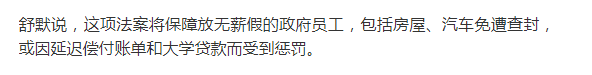 舒默说，这项法案将保障放无薪假的政府员工，包括房屋、汽车免遭查封，
或因延迟偿付账单和大学贷款而受到惩罚。